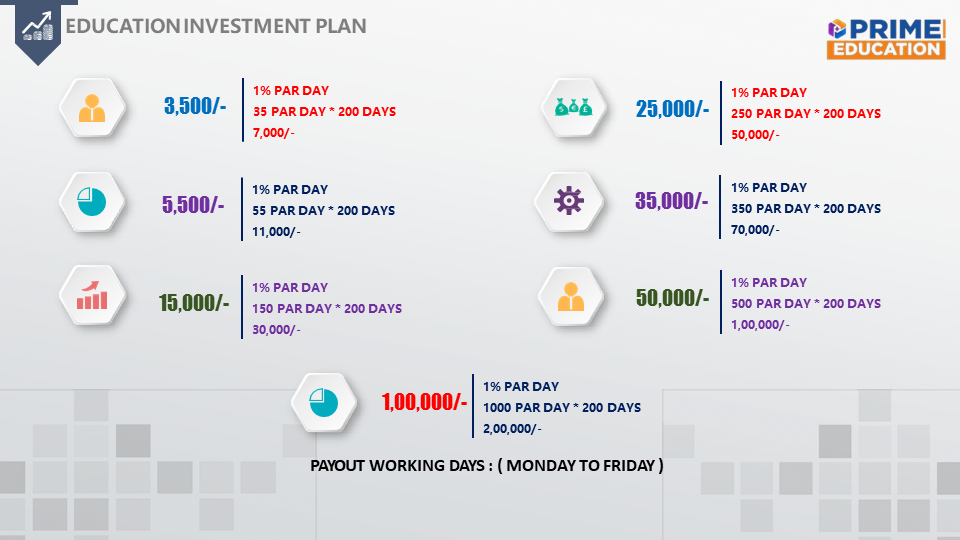 EDUCATION INVESTMENT PLAN
PRIME
EDUCATION
3,500/-
1% PAR DAY
35 PAR DAY * 200 DAYS
7,000/-
25,000/-
1% PAR DAY
250 PAR DAY * 200 DAYS
50,000/-
5,500/-
1% PAR DAY
55 PAR DAY * 200 DAYS
11,000/-
35,000/-
1% PAR DAY
350 PAR DAY * 200 DAYS
70,000/-
15,000/-
1% PAR DAY
150 PAR DAY * 200 DAYS
30,000/-
50,000/-
1% PAR DAY
500 PAR DAY * 200 DAYS
1,00,000/-
1,00,000/-
1% PAR DAY
1000 PAR DAY * 200 DAYS
2,00,000/-
PAYOUT WORKING DAYS : ( MONDAY TO FRIDAY )